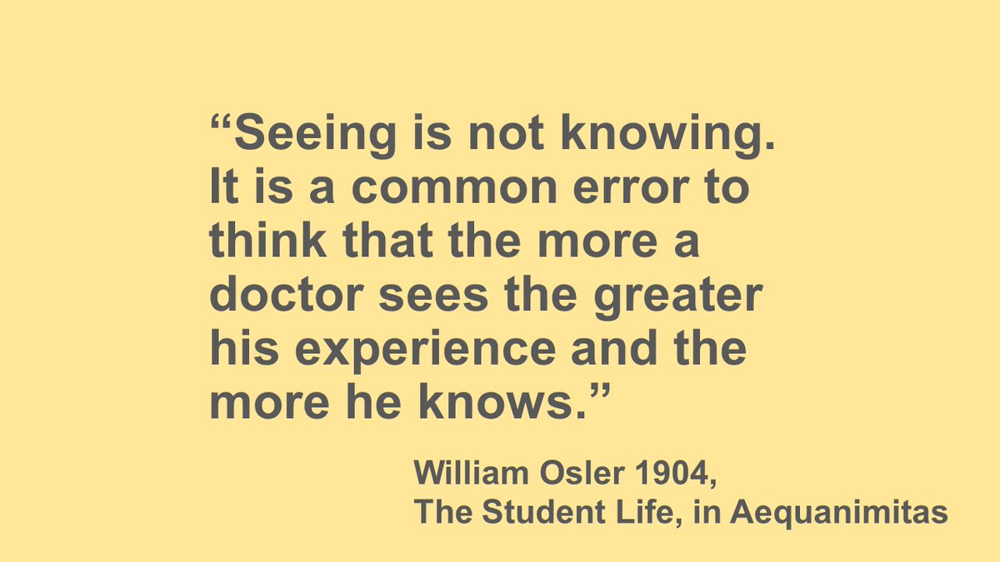 “Seeing is not knowing.
It is a common error to
think that the more a
doctor sees the greater
his experience and the
more he knows.”
William Osler 1904,
The Student Life, in Aequanimitas